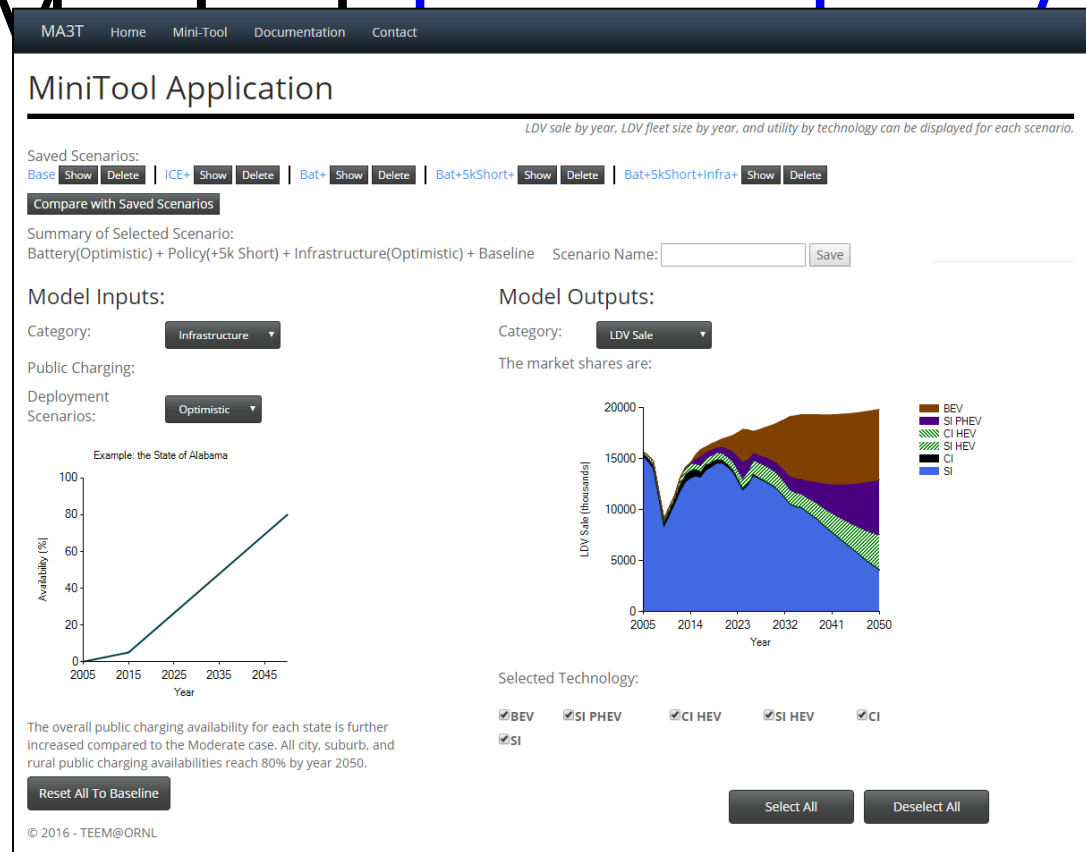 MA3T Home Mini-Tool Documentation Contact
MiniTool Application
LDV sale by year, LDV fleet size by year, and utility by technology can be displayed for each scenario.
Saved Scenarios:
Base Show Delete | ICE+ Show Delete | Bat+ Show Delete | Bat+5kShort+ Show Delete | Bat+5kShort+Infra+ Show Delete
Compare with Saved Scenarios
Summary of Selected Scenario:
Battery(Optimistic) + Policy(+5k Short) + Infrastructure(Optimistic) + Baseline Scenario Name: Save
Model Inputs:
Category: Infrastructure
Public Charging:
Deployment
Scenarios: Optimistic
Example: the State of Alabama
100
80
60
40
20
0
Availability [%]
2005 2015 2025 2035 2045
Year
The overall public charging availability for each state is further
increased compared to the Moderate case. All city, suburb, and
rural public charging availabilities reach 80% by year 2050.
Reset All To Baseline
© 2016 - TEEM@ORNL
Model Outputs:
Category: LDV Sale
The market shares are:
20000
15000
10000
5000
0
LDV Sale [thousands]
2005 2014 2023 2032 2041 2050
Year
BEV
SI PHEV
CI HEV
SI HEV
CI
SI
Selected Technology:
BEV SI PHEV CI HEV SI HEV CI
SI
Select All Deselect All